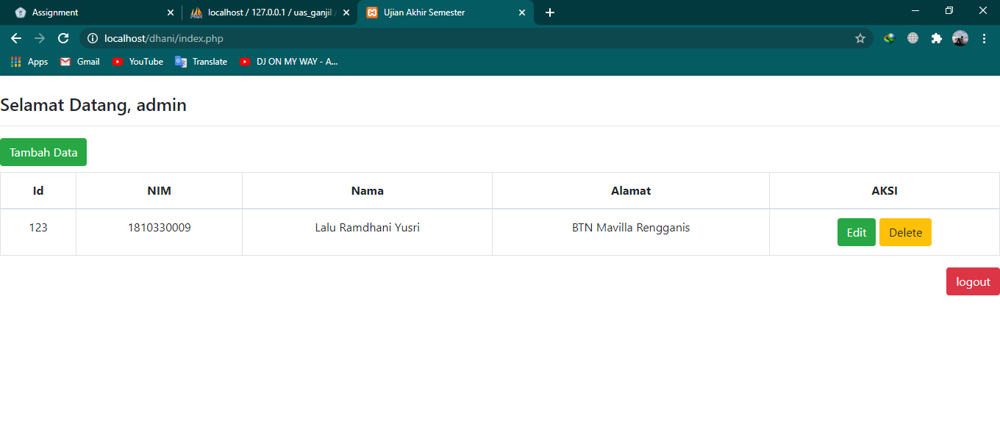 Assignment
localhost / 127.0.0.1 / uas_ganjil
Ujian Akhir Semester
localhost/dhani/index.php
Apps Gmail YouTube Translate DJ ON MY WAY - A...
Selamat Datang, admin
Tambah Data
Id NIM Nama Alamat AKSI
123 1810330009 Lalu Ramdhani Yusri BTN Mavilla Rengganis Edit Delete
logout